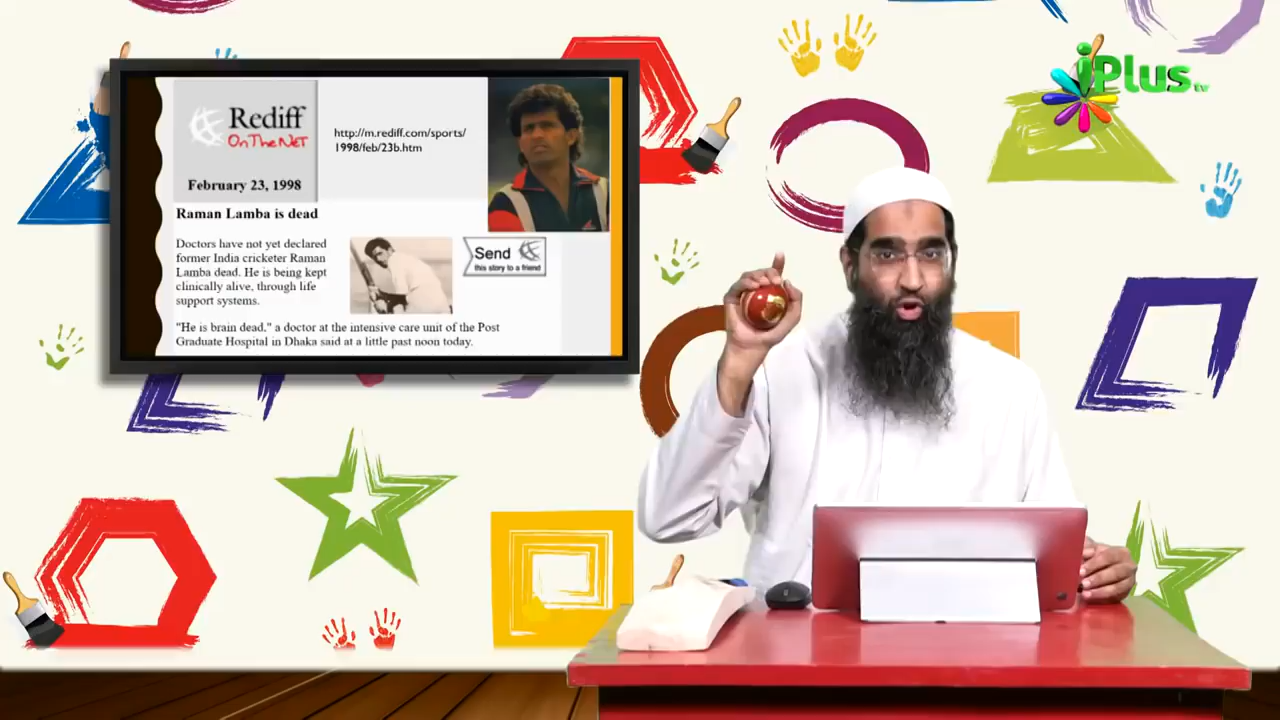 iPlus tv
Rediff
OnTheNeT
February 23, 1998
http://m.rediff.com/sports/
1998/feb/23b.htm
Raman Lamba is dead
Doctors have not yet declared
former India cricketer Raman
Lamba dead. He is being kept
clinically alive, through life
support systems.
Send
this story to a friend
"He is brain dead," a doctor at the intensive care unit of the Post
Graduate Hospital in Dhaka said at a little past noon today.